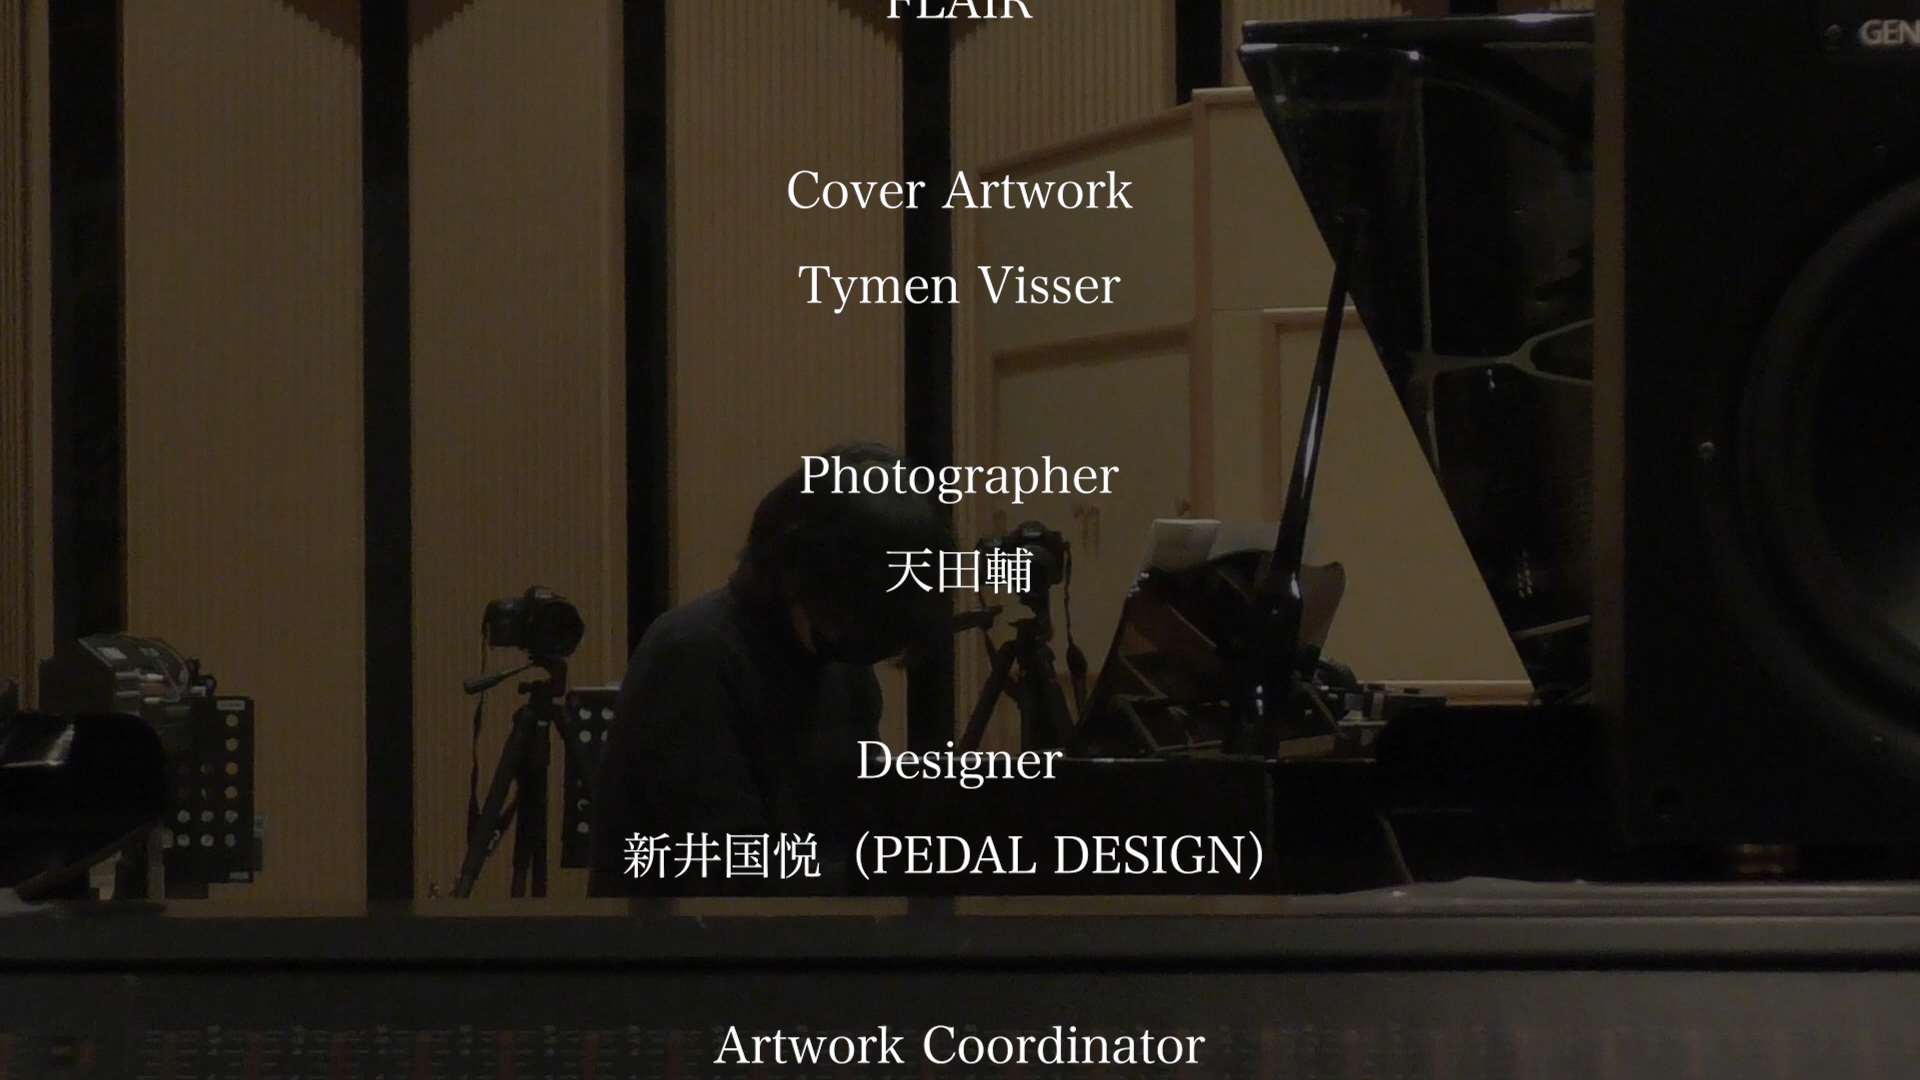 FLAIR
Cover Artwork
Tymen Visser
Photographer
天田輔
Designer
新井国悦（PEDAL DESIGN）
Artwork Coordinator